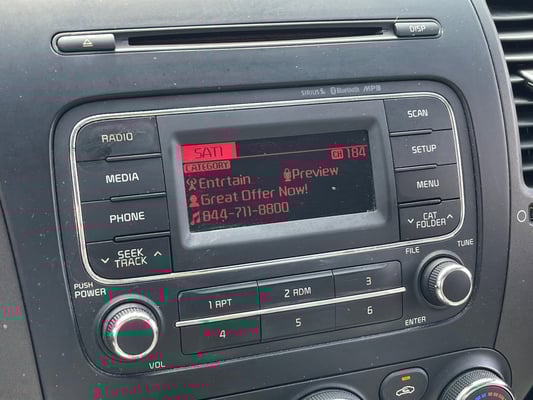 DISP
SIRIUS Bluetooth MP3
RADIO
MEDIA
PHONE
∨ SEEK ∧
TRACK
SAT1
CATEGORY
CH 184
Entrtain Preview
Great Offer Now!
844-711-8800
SCAN
SETUP
MENU
∨ CAT ∧
FOLDER
PUSH
POWER
VOL
1 RPT
2 RDM
3
4
5
6
FILE
TUNE
ENTER